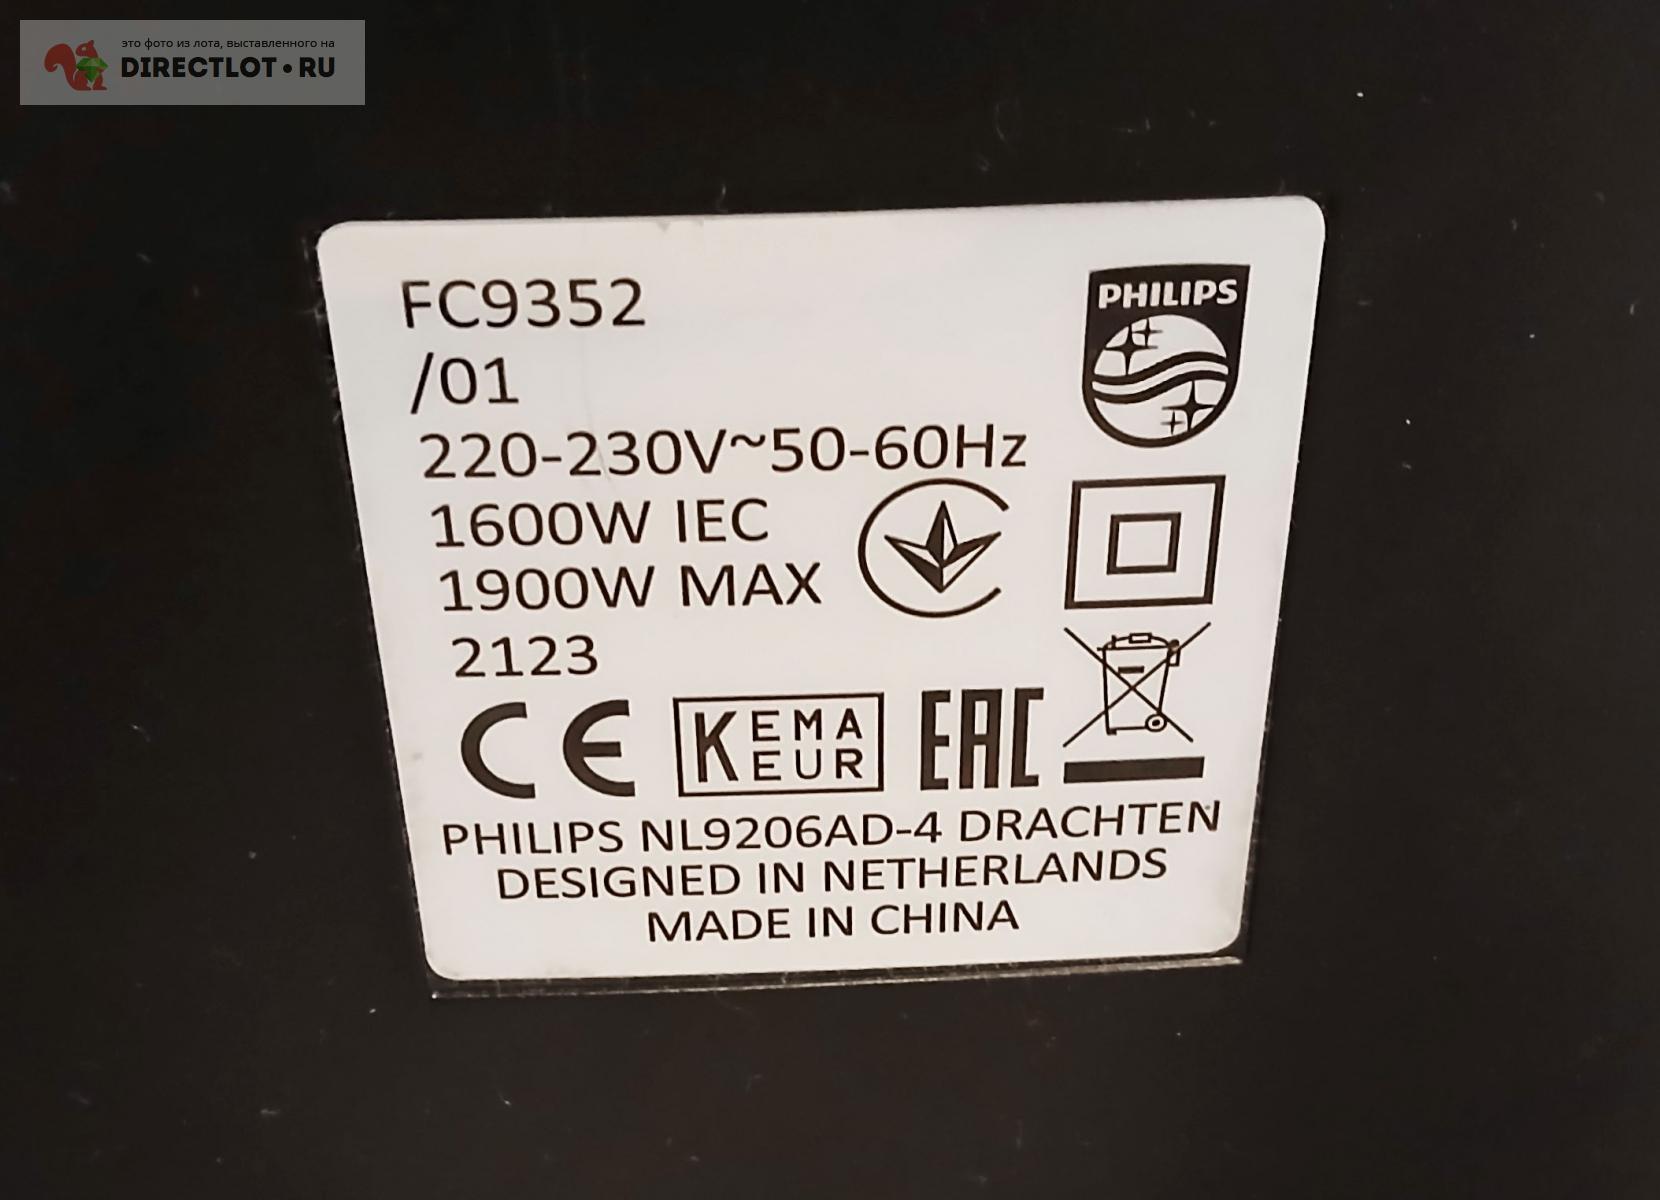 это фото из лота, выставленного на
DIRECTLOT•RU
FC9352
/01
PHILIPS
220-230V~50-60Hz
1600W IEC
1900W MAX
2123
CE
KEMA
EUR
EAC
PHILIPS NL9206AD-4 DRACHTEN
DESIGNED IN NETHERLANDS
MADE IN CHINA